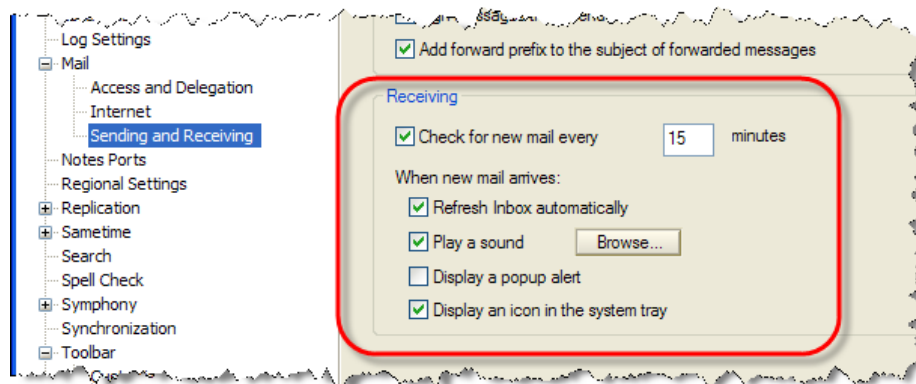 Log Settings
Mail
Access and Delegation
Internet
Sending and Receiving
Notes Ports
Regional Settings
Replication
Sametime
Search
Spell Check
Symphony
Synchronization
Toolbar
Add forward prefix to the subject of forwarded messages
Receiving
Check for new mail every 15 minutes
When new mail arrives:
Refresh Inbox automatically
Play a sound Browse...
Display a popup alert
Display an icon in the system tray